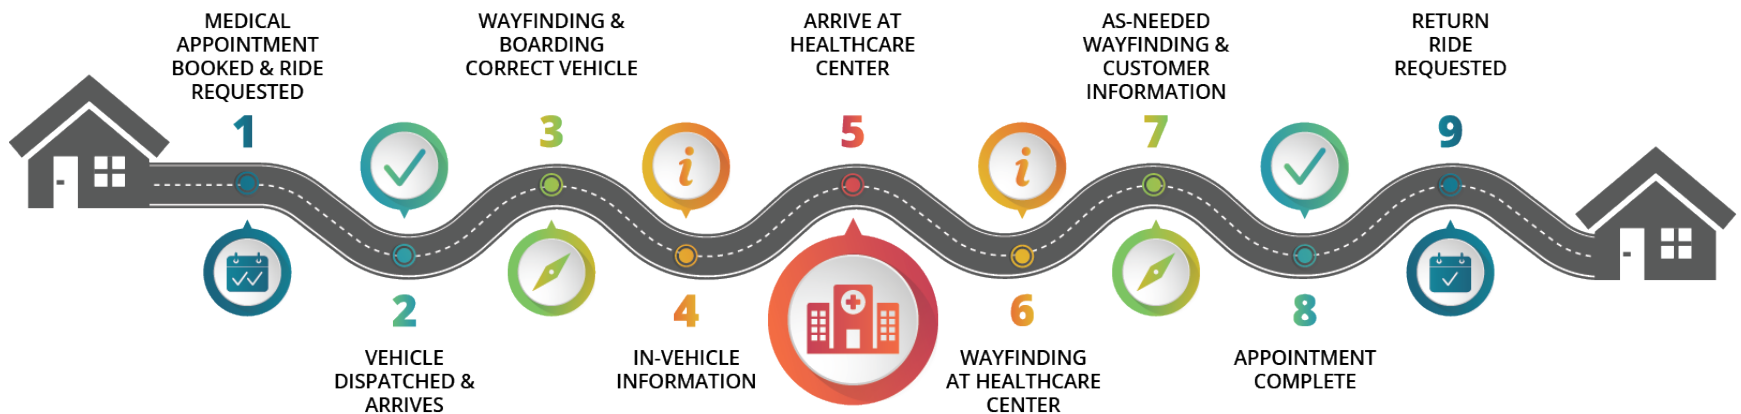 MEDICAL
APPOINTMENT
BOOKED & RIDE
REQUESTED
1
2
VEHICLE
DISPATCHED &
ARRIVES
WAYFINDING &
BOARDING
CORRECT VEHICLE
3
i
4
IN-VEHICLE
INFORMATION
ARRIVE AT
HEALTHCARE
CENTER
5
i
6
WAYFINDING
AT HEALTHCARE
CENTER
AS-NEEDED
WAYFINDING &
CUSTOMER
INFORMATION
7
8
APPOINTMENT
COMPLETE
RETURN
RIDE
REQUESTED
9